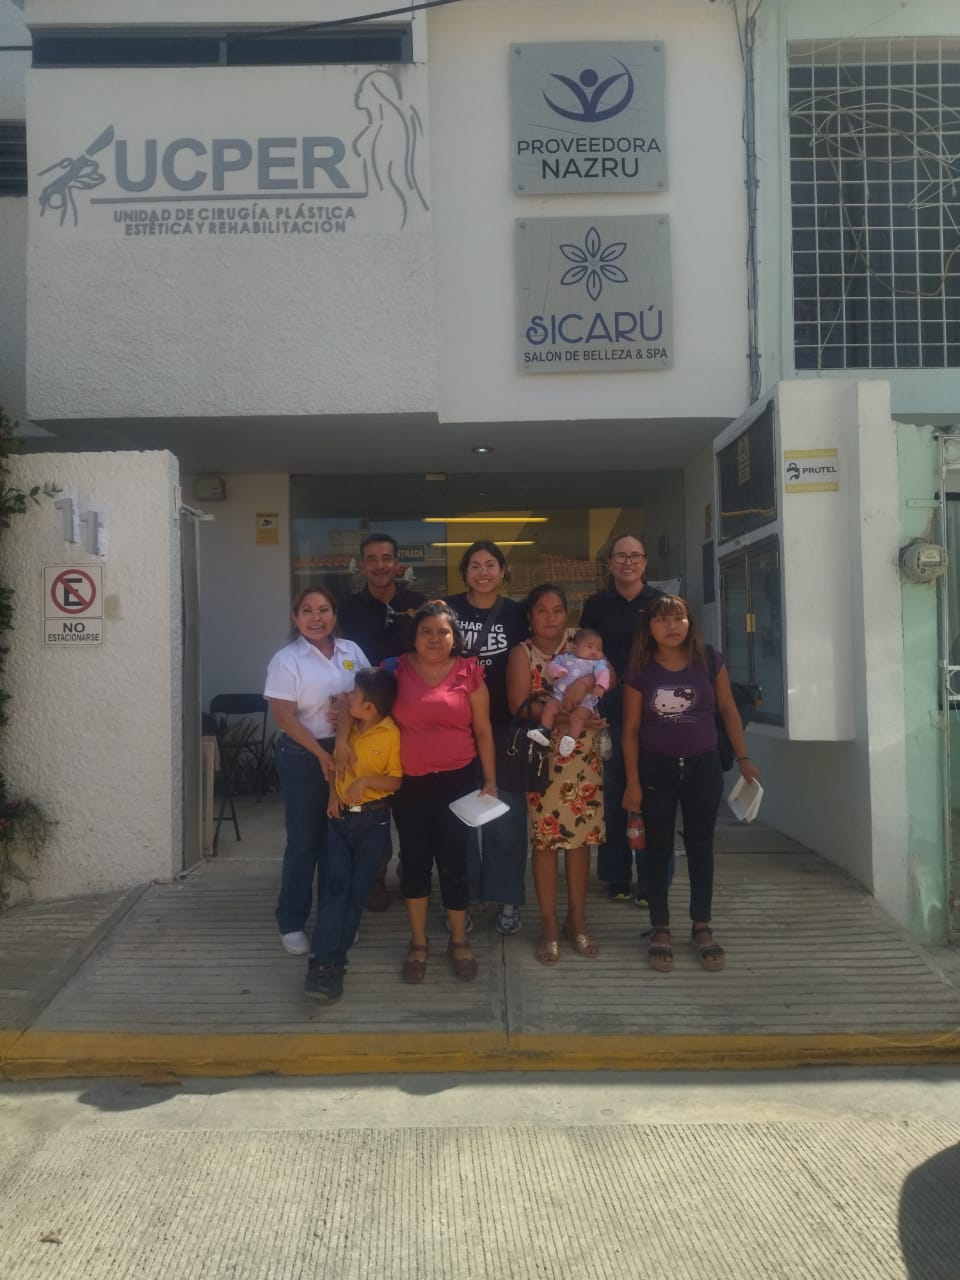 UCPER
UNIDAD DE CIRUGÍA PLÁSTICA
ESTÉTICA Y REHABILITACIÓN
PROVEEDORA
NAZRU
SICARÚ
SALÓN DE BELLEZA & SPA
PROTEL
11
E
NO
ESTACIONARSE
ENTRADA
SHARING
SMILES